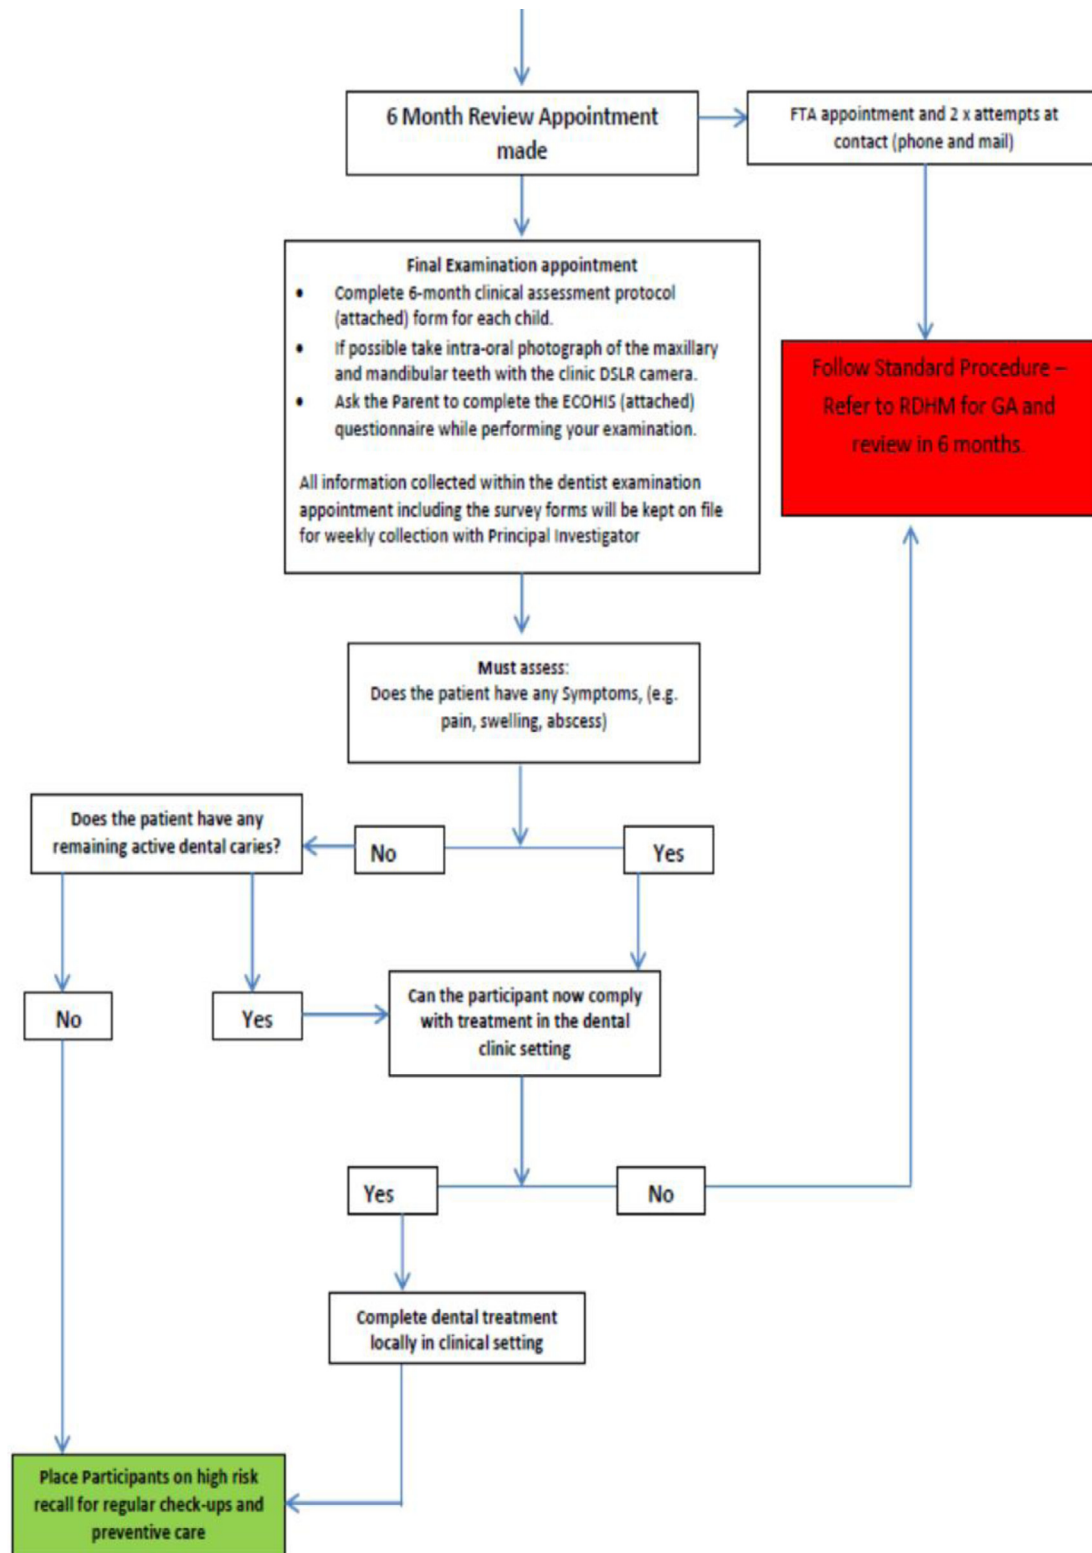 6 Month Review Appointment
made
FTA appointment and 2 x attempts at
contact (phone and mail)
Final Examination appointment
• Complete 6-month clinical assessment protocol
(attached) form for each child.
• If possible take intra-oral photograph of the maxillary
and mandibular teeth with the clinic DSLR camera.
• Ask the Parent to complete the ECOHIS (attached)
questionnaire while performing your examination.
All information collected within the dentist examination
appointment including the survey forms will be kept on file
for weekly collection with Principal Investigator
Follow Standard Procedure –
Refer to RDHM for GA and
review in 6 months.
Must assess:
Does the patient have any Symptoms, (e.g.
pain, swelling, abscess)
Does the patient have any
remaining active dental caries?
No
Yes
No
Yes
Can the participant now comply
with treatment in the dental
clinic setting
Yes
No
Complete dental treatment
locally in clinical setting
Place Participants on high risk
recall for regular check-ups and
preventive care